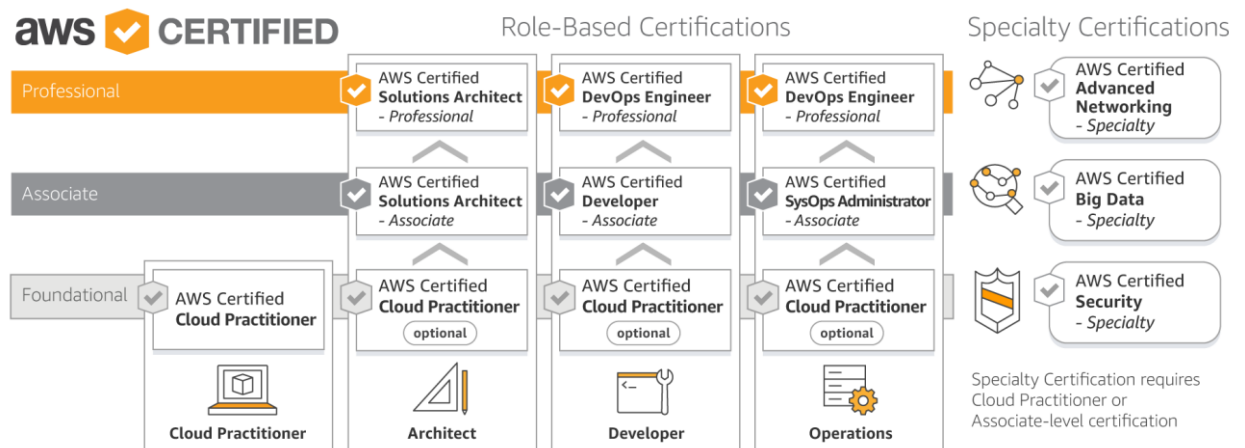 aws CERTIFIED
Role-Based Certifications
Specialty Certifications
Professional
AWS Certified
Solutions Architect
- Professional
AWS Certified
DevOps Engineer
- Professional
AWS Certified
DevOps Engineer
- Professional
Associate
AWS Certified
Solutions Architect
- Associate
AWS Certified
Developer
- Associate
AWS Certified
SysOps Administrator
- Associate
Foundational
AWS Certified
Cloud Practitioner
AWS Certified
Cloud Practitioner
optional
AWS Certified
Cloud Practitioner
optional
AWS Certified
Cloud Practitioner
optional
Cloud Practitioner
Architect
Developer
Operations
AWS Certified
Advanced
Networking
- Specialty
AWS Certified
Big Data
- Specialty
AWS Certified
Security
- Specialty
Specialty Certification requires
Cloud Practitioner or
Associate-level certification